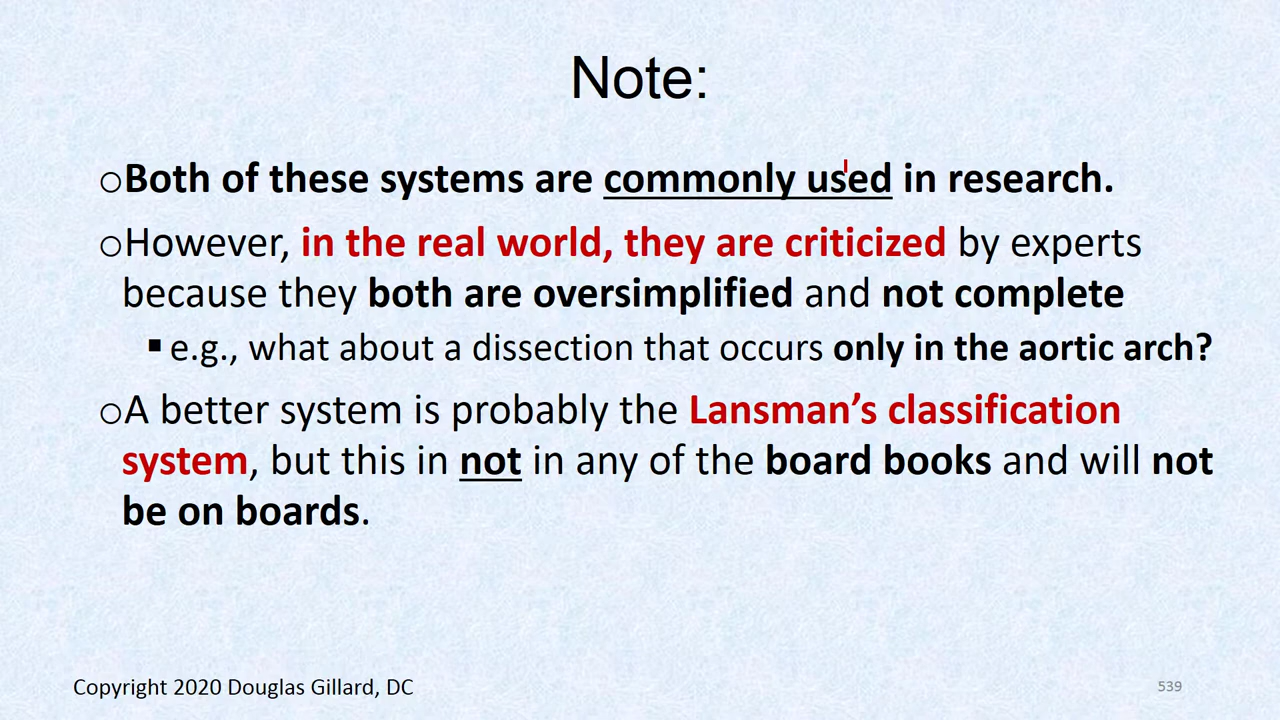 Note:
oBoth of these systems are commonly used in research.
oHowever, in the real world, they are criticized by experts
because they both are oversimplified and not complete
▪ e.g., what about a dissection that occurs only in the aortic arch?
oA better system is probably the Lansman’s classification
system, but this in not in any of the board books and will not
be on boards.
Copyright 2020 Douglas Gillard, DC
539